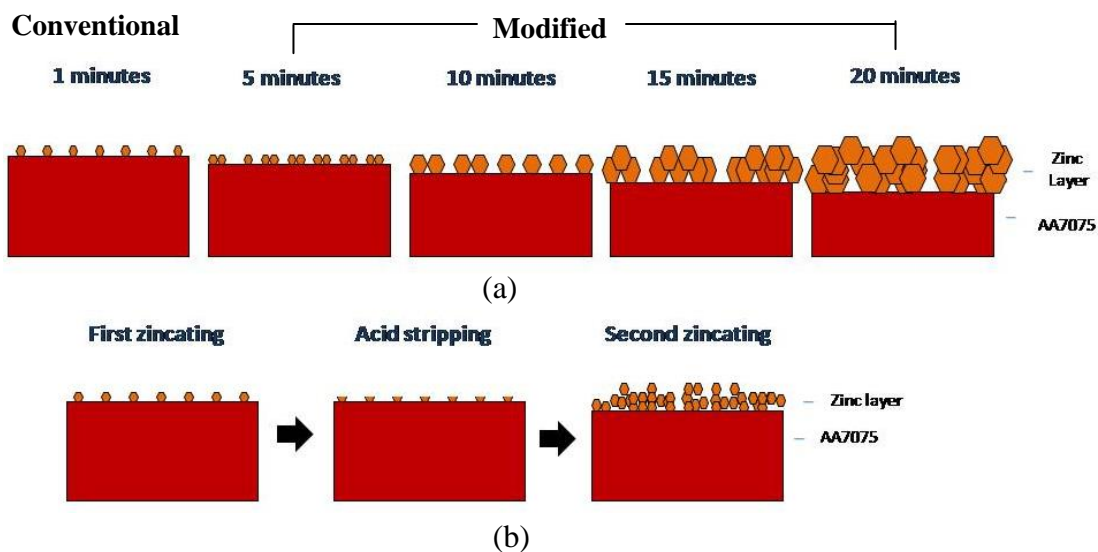 Conventional
Modified
1 minutes
5 minutes
10 minutes
15 minutes
20 minutes
Zinc
Layer
AA7075
(a)
First zincating
Acid stripping
Second zincating
Zinc layer
AA7075
(b)